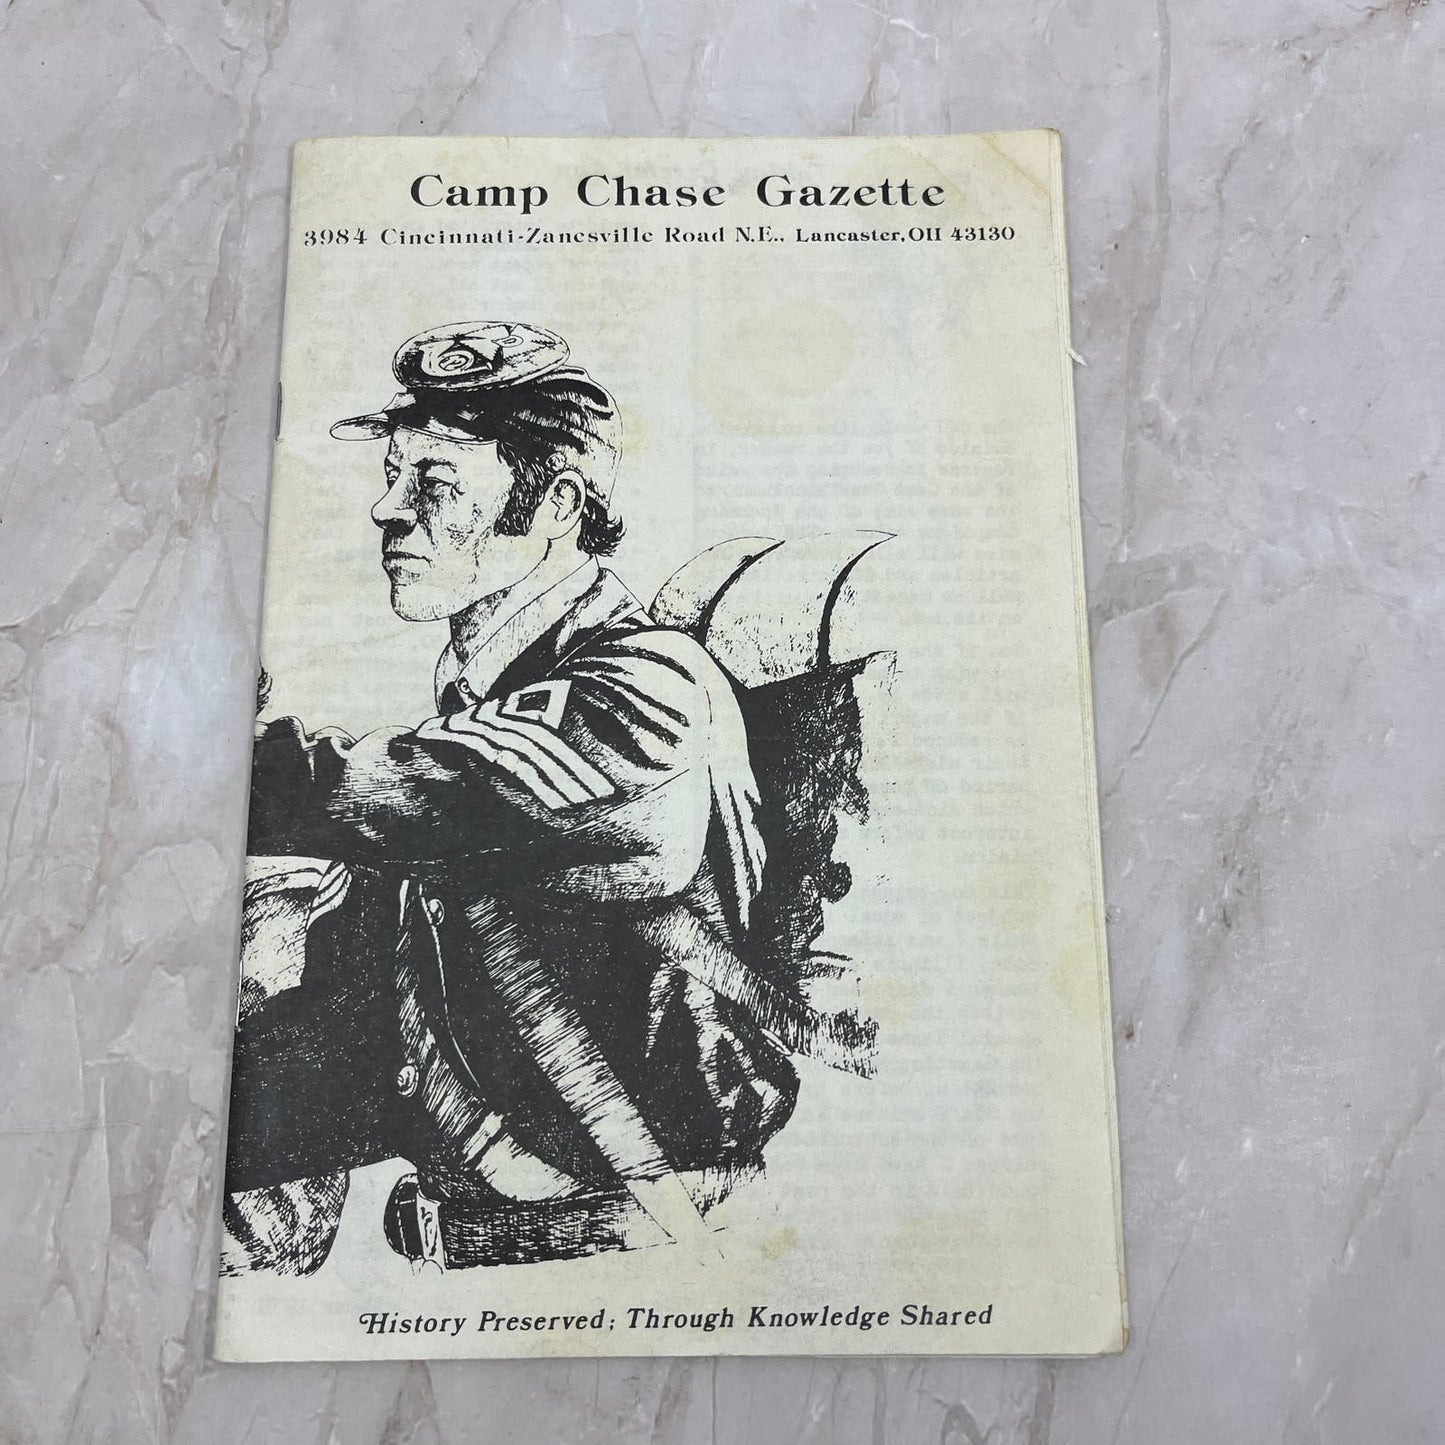 Camp Chase Gazette
3984 Cincinnati-Zanesville Road N.E., Lancaster, OH 43130
History Preserved; Through Knowledge Shared